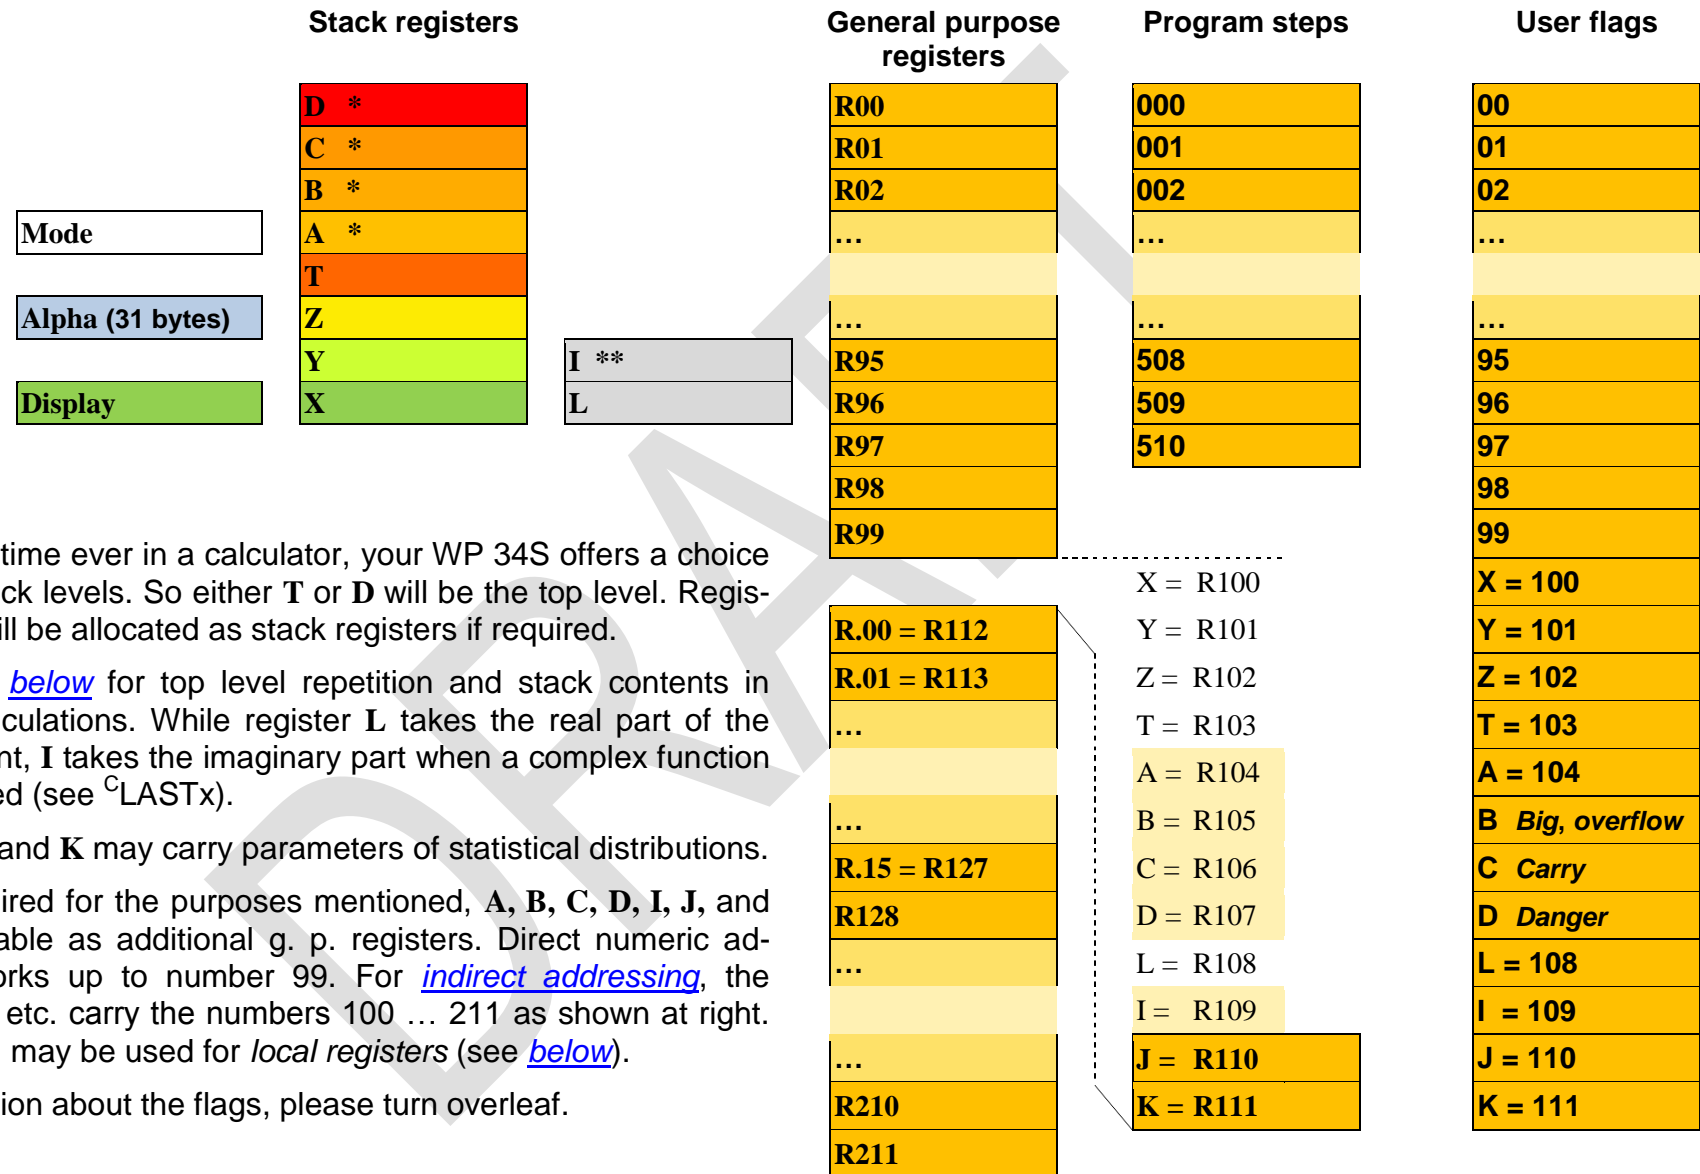 Stack registers
General purpose
registers
Program steps
User flags
D *
C *
B *
A *
T
Z
Y
X
Mode
Alpha (31 bytes)
Display
I **
L
R00
R01
R02
…
…
R95
R96
R97
R98
R99
R.00 = R112
R.01 = R113
…
…
R.15 = R127
R128
…
…
R210
R211
000
001
002
…
…
508
509
510
X = R100
Y = R101
Z = R102
T = R103
A = R104
B = R105
C = R106
D = R107
L = R108
I = R109
J = R110
K = R111
00
01
02
…
…
95
96
97
98
99
X = 100
Y = 101
Z = 102
T = 103
A = 104
B Big, overflow
C Carry
D Danger
L = 108
I = 109
J = 110
K = 111
time ever in a calculator, your WP 34S offers a choice
ck levels. So either T or D will be the top level. Regis-
ill be allocated as stack registers if required.
below for top level repetition and stack contents in
culations. While register L takes the real part of the
nt, I takes the imaginary part when a complex function
ed (see CLASTx).
and K may carry parameters of statistical distributions.
ired for the purposes mentioned, A, B, C, D, I, J, and
able as additional g. p. registers. Direct numeric ad-
orks up to number 99. For indirect addressing, the
etc. carry the numbers 100 … 211 as shown at right.
may be used for local registers (see below).
tion about the flags, please turn overleaf.
DRAFT